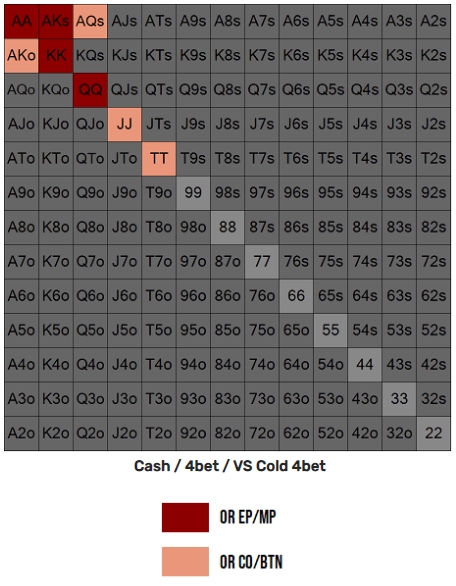 AA AKs AQs AJs ATs A9s A8s A7s A6s A5s A4s A3s A2s
AKo KK KQs KJs KTs K9s K8s K7s K6s K5s K4s K3s K2s
AQo KQo QQ QJs QTs Q9s Q8s Q7s Q6s Q5s Q4s Q3s Q2s
AJo KJo QJo JJ JTs J9s J8s J7s J6s J5s J4s J3s J2s
ATo KTo QTo JTo TT T9s T8s T7s T6s T5s T4s T3s T2s
A9o K9o Q9o J9o T9o 99 98s 97s 96s 95s 94s 93s 92s
A8o K8o Q8o J8o T8o 98o 88 87s 86s 85s 84s 83s 82s
A7o K7o Q7o J7o T7o 97o 87o 77 76s 75s 74s 73s 72s
A6o K6o Q6o J6o T6o 96o 86o 76o 66 65s 64s 63s 62s
A5o K5o Q5o J5o T5o 95o 85o 75o 65o 55 54s 53s 52s
A4o K4o Q4o J4o T4o 94o 84o 74o 64o 54o 44 43s 42s
A3o K3o Q3o J3o T3o 93o 83o 73o 63o 53o 43o 33 32s
A2o K2o Q2o J2o T2o 92o 82o 72o 62o 52o 42o 32o 22
Cash / 4bet / VS Cold 4bet
OR EP/MP
OR CO/BTN